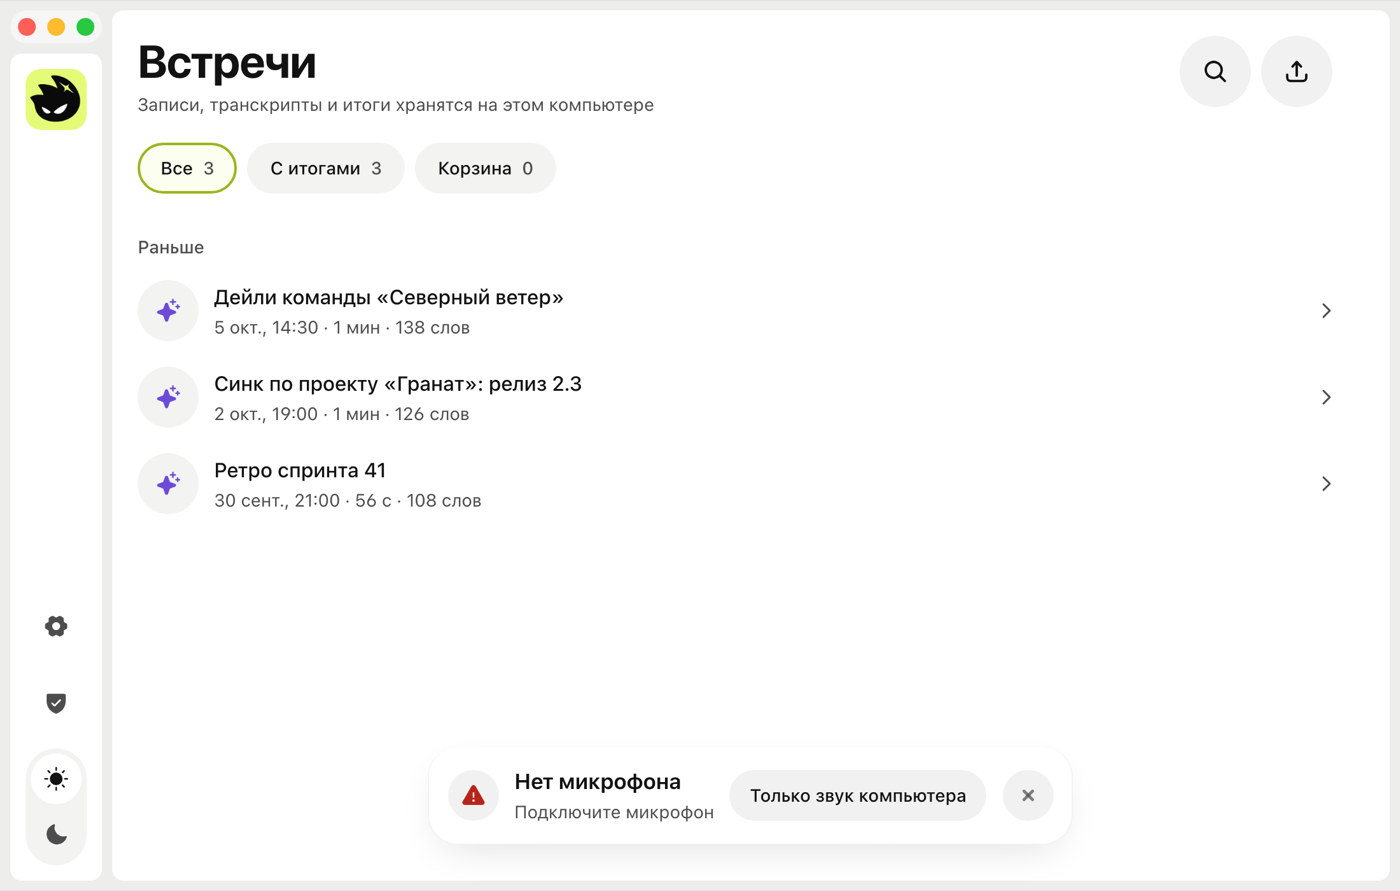 Встречи
Записи, транскрипты и итоги хранятся на этом компьютере
Все 3
С итогами 3
Корзина 0
Раньше
Дейли команды «Северный ветер»
5 окт., 14:30 · 1 мин · 138 слов
Синк по проекту «Гранат»: релиз 2.3
2 окт., 19:00 · 1 мин · 126 слов
Ретро спринта 41
30 сент., 21:00 · 56 с · 108 слов
Нет микрофона
Подключите микрофон
Только звук компьютера